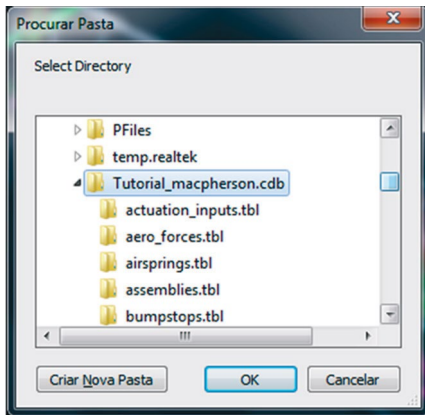 Procurar Pasta
Select Directory
PFiles
temp.realtek
Tutorial_macpherson.cdb
actuation_inputs.tbl
aero_forces.tbl
airsprings.tbl
assemblies.tbl
bumpstops.tbl
Criar Nova Pasta OK Cancelar